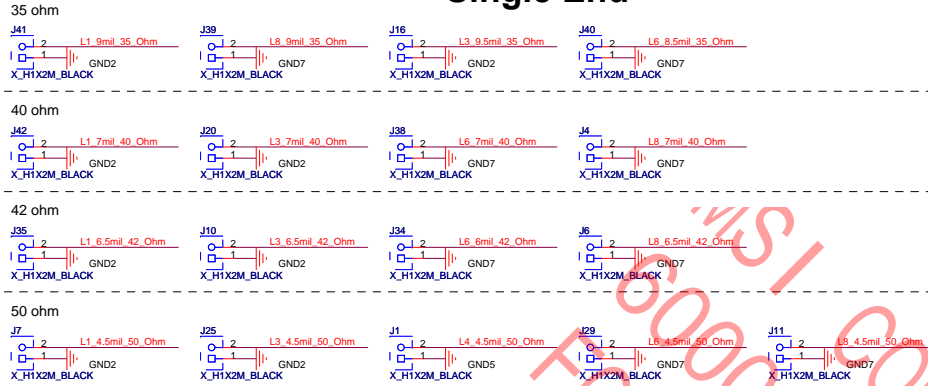 Single End
35 ohm
J41 J39 J16 J40
2 L1_9mil_35_Ohm 2 L8_9mil_35_Ohm 2 L3_9.5mil_35_Ohm 2 L6_8.5mil_35_Ohm
1 GND2 1 GND7 1 GND2 1 GND7
X_H1X2M_BLACK X_H1X2M_BLACK X_H1X2M_BLACK X_H1X2M_BLACK
40 ohm
J42 J20 J38 J4
2 L1_7mil_40_Ohm 2 L3_7mil_40_Ohm 2 L6_7mil_40_Ohm 2 L8_7mil_40_Ohm
1 GND2 1 GND2 1 GND7 1 GND7
X_H1X2M_BLACK X_H1X2M_BLACK X_H1X2M_BLACK X_H1X2M_BLACK
42 ohm
J35 J10 J34 J6
2 L1_6.5mil_42_Ohm 2 L3_6.5mil_42_Ohm 2 L6_6mil_42_Ohm 2 L8_6.5mil_42_Ohm
1 GND2 1 GND2 1 GND7 1 GND7
X_H1X2M_BLACK X_H1X2M_BLACK X_H1X2M_BLACK X_H1X2M_BLACK
50 ohm
J7 J25 J1 J29 J11
2 L1_4.5mil_50_Ohm 2 L3_4.5mil_50_Ohm 2 L4_4.5mil_50_Ohm 2 L6_4.5mil_50_Ohm 2 L8_4.5mil_50_Ohm
1 GND2 1 GND2 1 GND5 1 GND7 1 GND7
X_H1X2M_BLACK X_H1X2M_BLACK X_H1X2M_BLACK X_H1X2M_BLACK X_H1X2M_BLACK
MSI